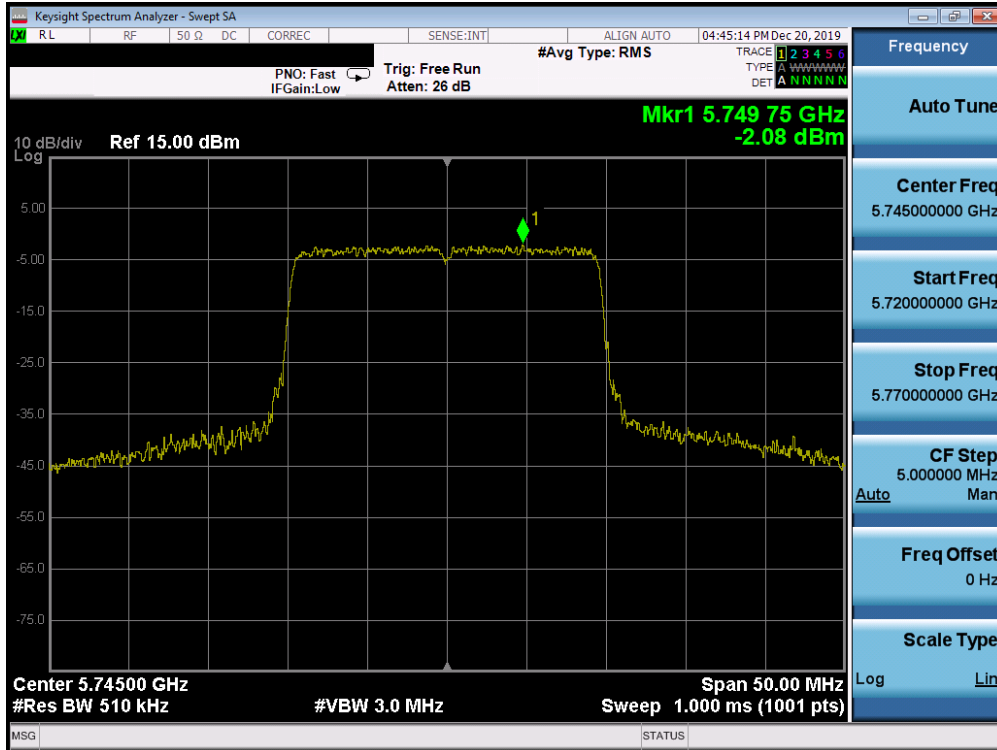 Keysight Spectrum Analyzer - Swept SA
LXI RL RF 50 Ω DC CORREC SENSE:INT ALIGN AUTO 04:45:14 PM Dec 20, 2019
PNO: Fast
IFGain:Low
Trig: Free Run
Atten: 26 dB
#Avg Type: RMS
TRACE 1 2 3 4 5 6
TYPE A WWWWW
DET A N N N N N
Mkr1 5.749 75 GHz
-2.08 dBm
10 dB/div Ref 15.00 dBm
Log
5.00
-5.00
-15.0
-25.0
-35.0
-45.0
-55.0
-65.0
-75.0
1
Center 5.74500 GHz Span 50.00 MHz
#Res BW 510 kHz #VBW 3.0 MHz Sweep 1.000 ms (1001 pts)
MSG STATUS
Frequency
Auto Tune
Center Freq
5.745000000 GHz
Start Freq
5.720000000 GHz
Stop Freq
5.770000000 GHz
CF Step
5.000000 MHz
Auto Man
Freq Offset
0 Hz
Scale Type
Log Lin